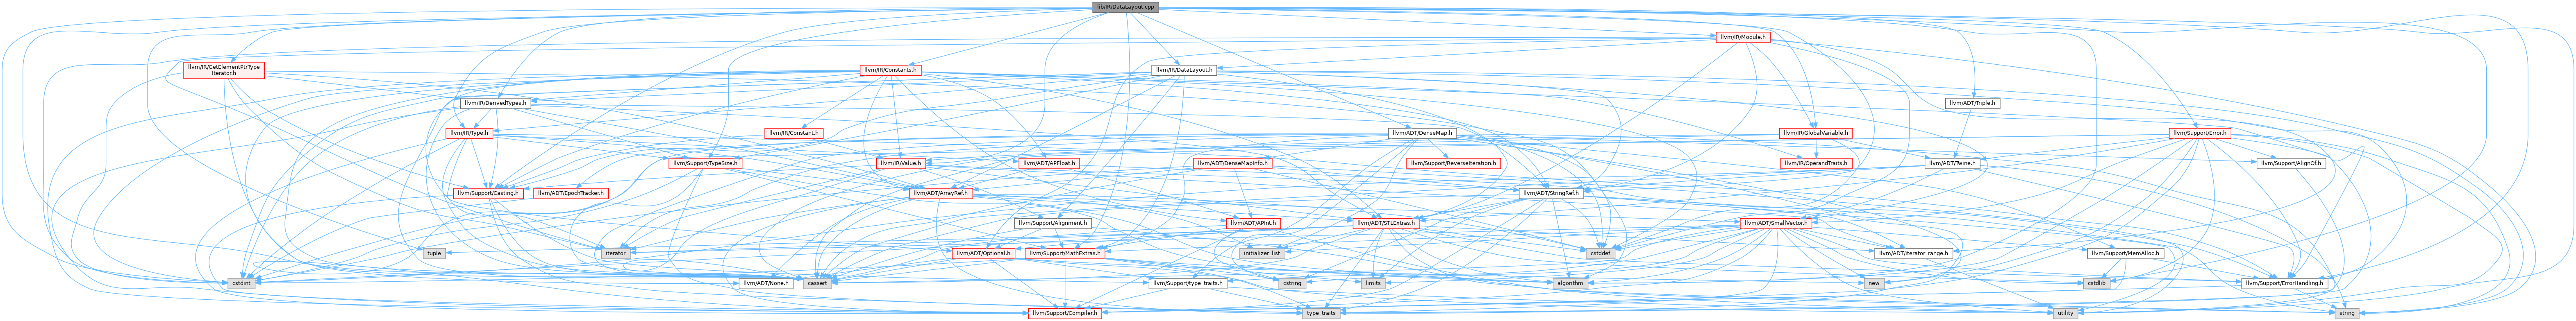 lib/IR/DataLayout.cpp
llvm/IR/Module.h
llvm/IR/GetElementPtrType
Iterator.h
llvm/IR/Constants.h
llvm/IR/DataLayout.h
llvm/IR/DerivedTypes.h
llvm/ADT/Triple.h
llvm/IR/Type.h
llvm/IR/Constant.h
llvm/ADT/DenseMap.h
llvm/IR/GlobalVariable.h
llvm/Support/Error.h
llvm/Support/TypeSize.h
llvm/IR/Value.h
llvm/ADT/APFloat.h
llvm/ADT/DenseMapInfo.h
llvm/Support/ReverseIteration.h
llvm/IR/OperandTraits.h
llvm/ADT/Twine.h
llvm/Support/AlignOf.h
llvm/Support/Casting.h
llvm/ADT/EpochTracker.h
llvm/ADT/ArrayRef.h
llvm/ADT/StringRef.h
llvm/Support/Alignment.h
llvm/ADT/APInt.h
llvm/ADT/STLExtras.h
llvm/ADT/SmallVector.h
tuple
iterator
llvm/ADT/Optional.h
llvm/Support/MathExtras.h
initializer_list
cstddef
llvm/ADT/iterator_range.h
llvm/Support/MemAlloc.h
cstdint
llvm/ADT/None.h
cassert
llvm/Support/type_traits.h
cstring
limits
algorithm
new
cstdlib
llvm/Support/ErrorHandling.h
llvm/Support/Compiler.h
type_traits
utility
string